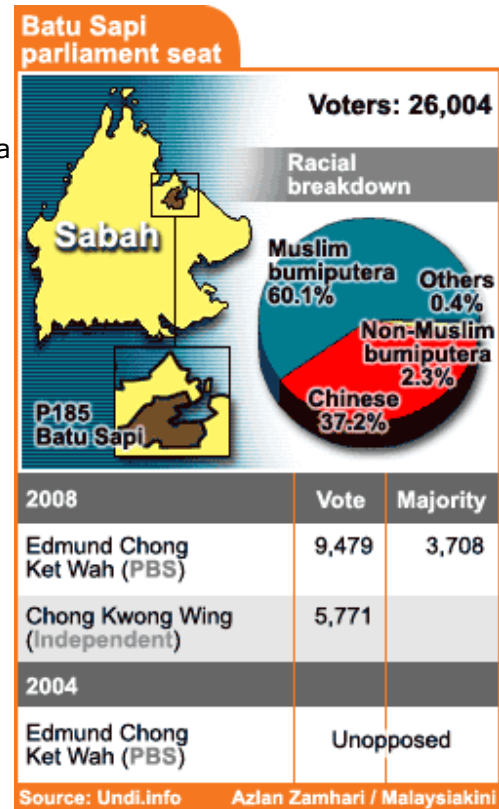 Batu Sapi
parliament seat
a
Voters: 26,004
Racial
breakdown
Sabah
Muslim
bumiputera
60.1%
Others
0.4%
Non-Muslim
bumiputera
2.3%
Chinese
37.2%
P185
Batu Sapi
2008 Vote Majority
Edmund Chong 9,479 3,708
Ket Wah (PBS)
Chong Kwong Wing 5,771
(Independent)
2004
Edmund Chong Unopposed
Ket Wah (PBS)
Source: Undi.info Azlan Zamhari / Malaysiakini